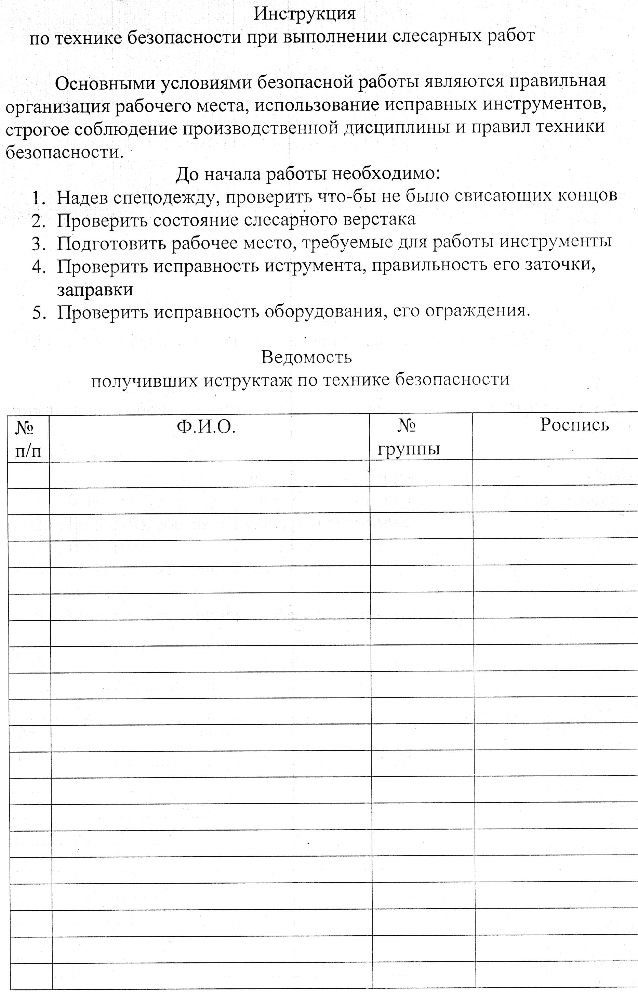 Инструкция
по технике безопасности при выполнении слесарных работ
Основными условиями безопасной работы являются правильная
организация рабочего места, использование исправных инструментов,
строгое соблюдение производственной дисциплины и правил техники
безопасности.
До начала работы необходимо:
1. Надев спецодежду, проверить что-бы не было свисающих концов
2. Проверить состояние слесарного верстака
3. Подготовить рабочее место, требуемые для работы инструменты
4. Проверить исправность иструмента, правильность его заточки,
заправки
5. Проверить исправность оборудования, его ограждения.
Ведомость
получивших иструктаж по технике безопасности
№ Ф.И.О. № Роспись
п/п группы